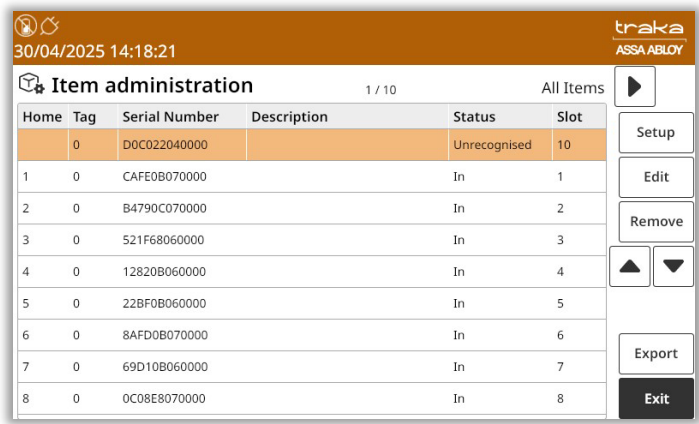 traka
30/04/2025 14:18:21
ASSA ABLOY
Item administration 1 / 10 All Items
Home Tag Serial Number Description Status Slot
0 D0C022040000 Unrecognised 10
1 0 CAFE0B070000 In 1
2 0 B4790C070000 In 2
3 0 521F68060000 In 3
4 0 12820B060000 In 4
5 0 22BF0B060000 In 5
6 0 8AFD0B070000 In 6
7 0 69D10B060000 In 7
8 0 0C08E8070000 In 8
Setup
Edit
Remove
Export
Exit